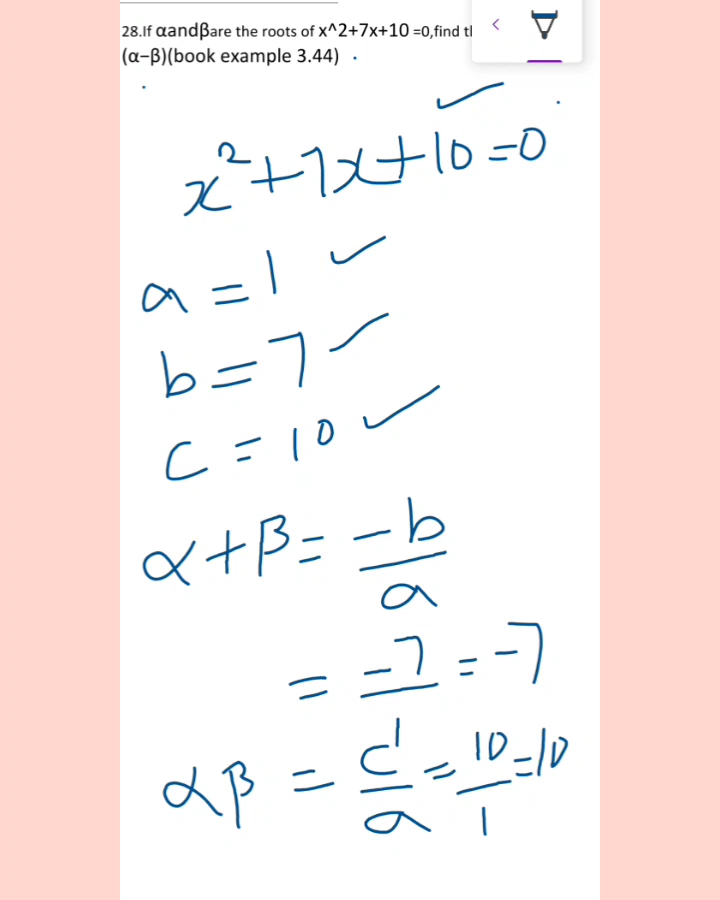 28.If αandβare the roots of x^2+7x+10 =0,find
(α−β)(book example 3.44) .
x²+7x+10=0
a = 1
b = 7
c = 10
α+β = -b/a
= -7/1 = -7
αβ = c/a = 10/1 = 10